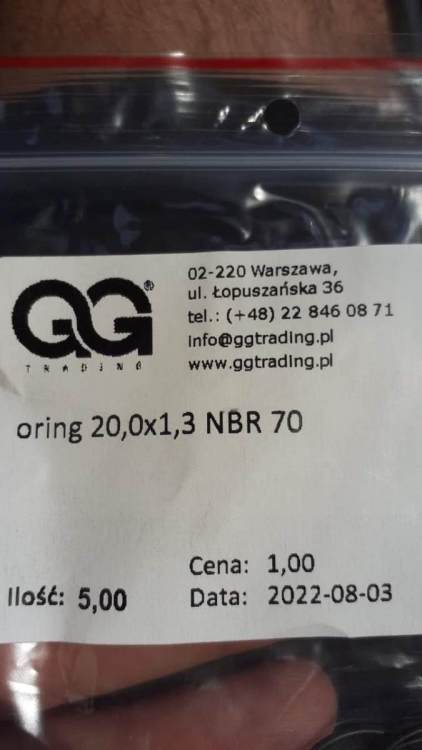 GG®
TRADING
02-220 Warszawa,
ul. Łopuszańska 36
tel.: (+48) 22 846 08 71
info@ggtrading.pl
www.ggtrading.pl
oring 20,0x1,3 NBR 70
Cena: 1,00
Ilość: 5,00
Data: 2022-08-03